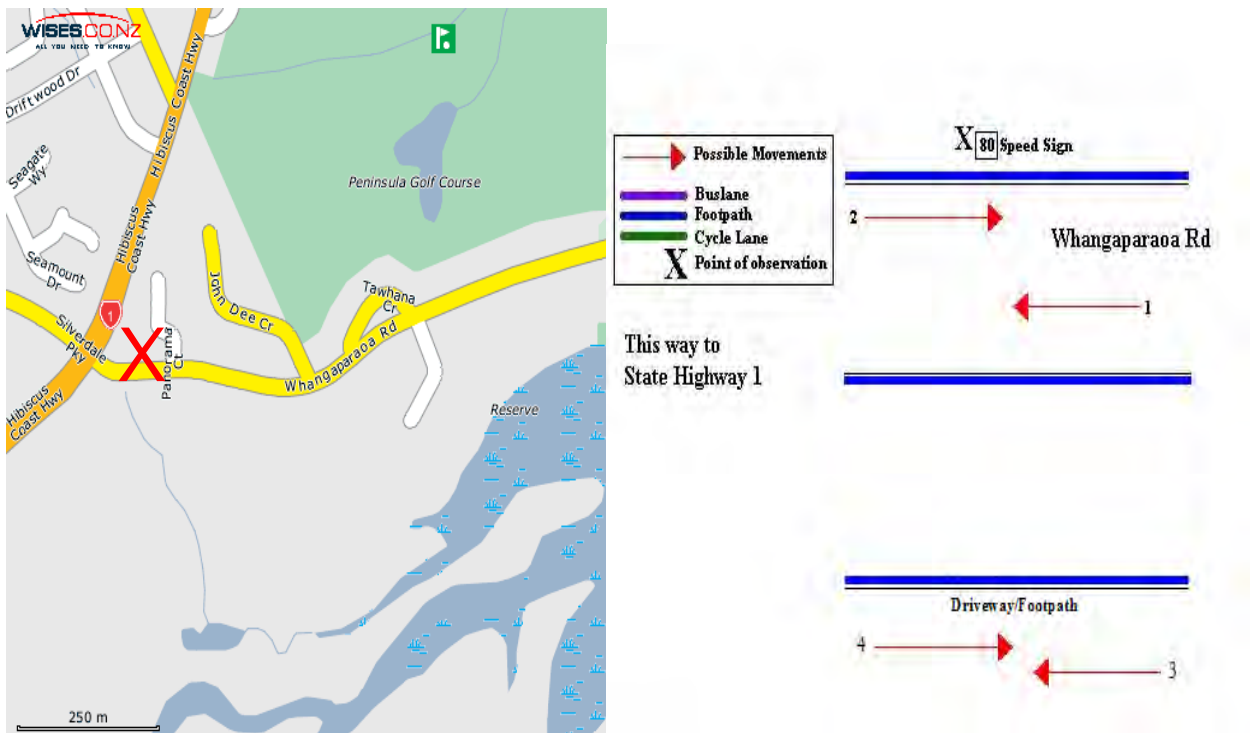 WISES.CO.NZ
ALL YOU NEED TO KNOW
Driftwood Dr
Hibiscus Coast Hwy
Hibiscus Coast Hwy
Seagate
Wy
Peninsula Golf Course
Hibiscus
Coast Hwy
Seamount
Dr
John Dee Cr
Tawhana
Cr
1
Silverdale
Pky
X
Panorama
Ct
Whangaparaoa Rd
Hibiscus
Coast Hwy
Reserve
250 m
Possible Movements
Buslane
Footpath
Cycle Lane
X Point of observation
X 80 Speed Sign
2
Whangaparaoa Rd
1
This way to
State Highway 1
Driveway/Footpath
4
3